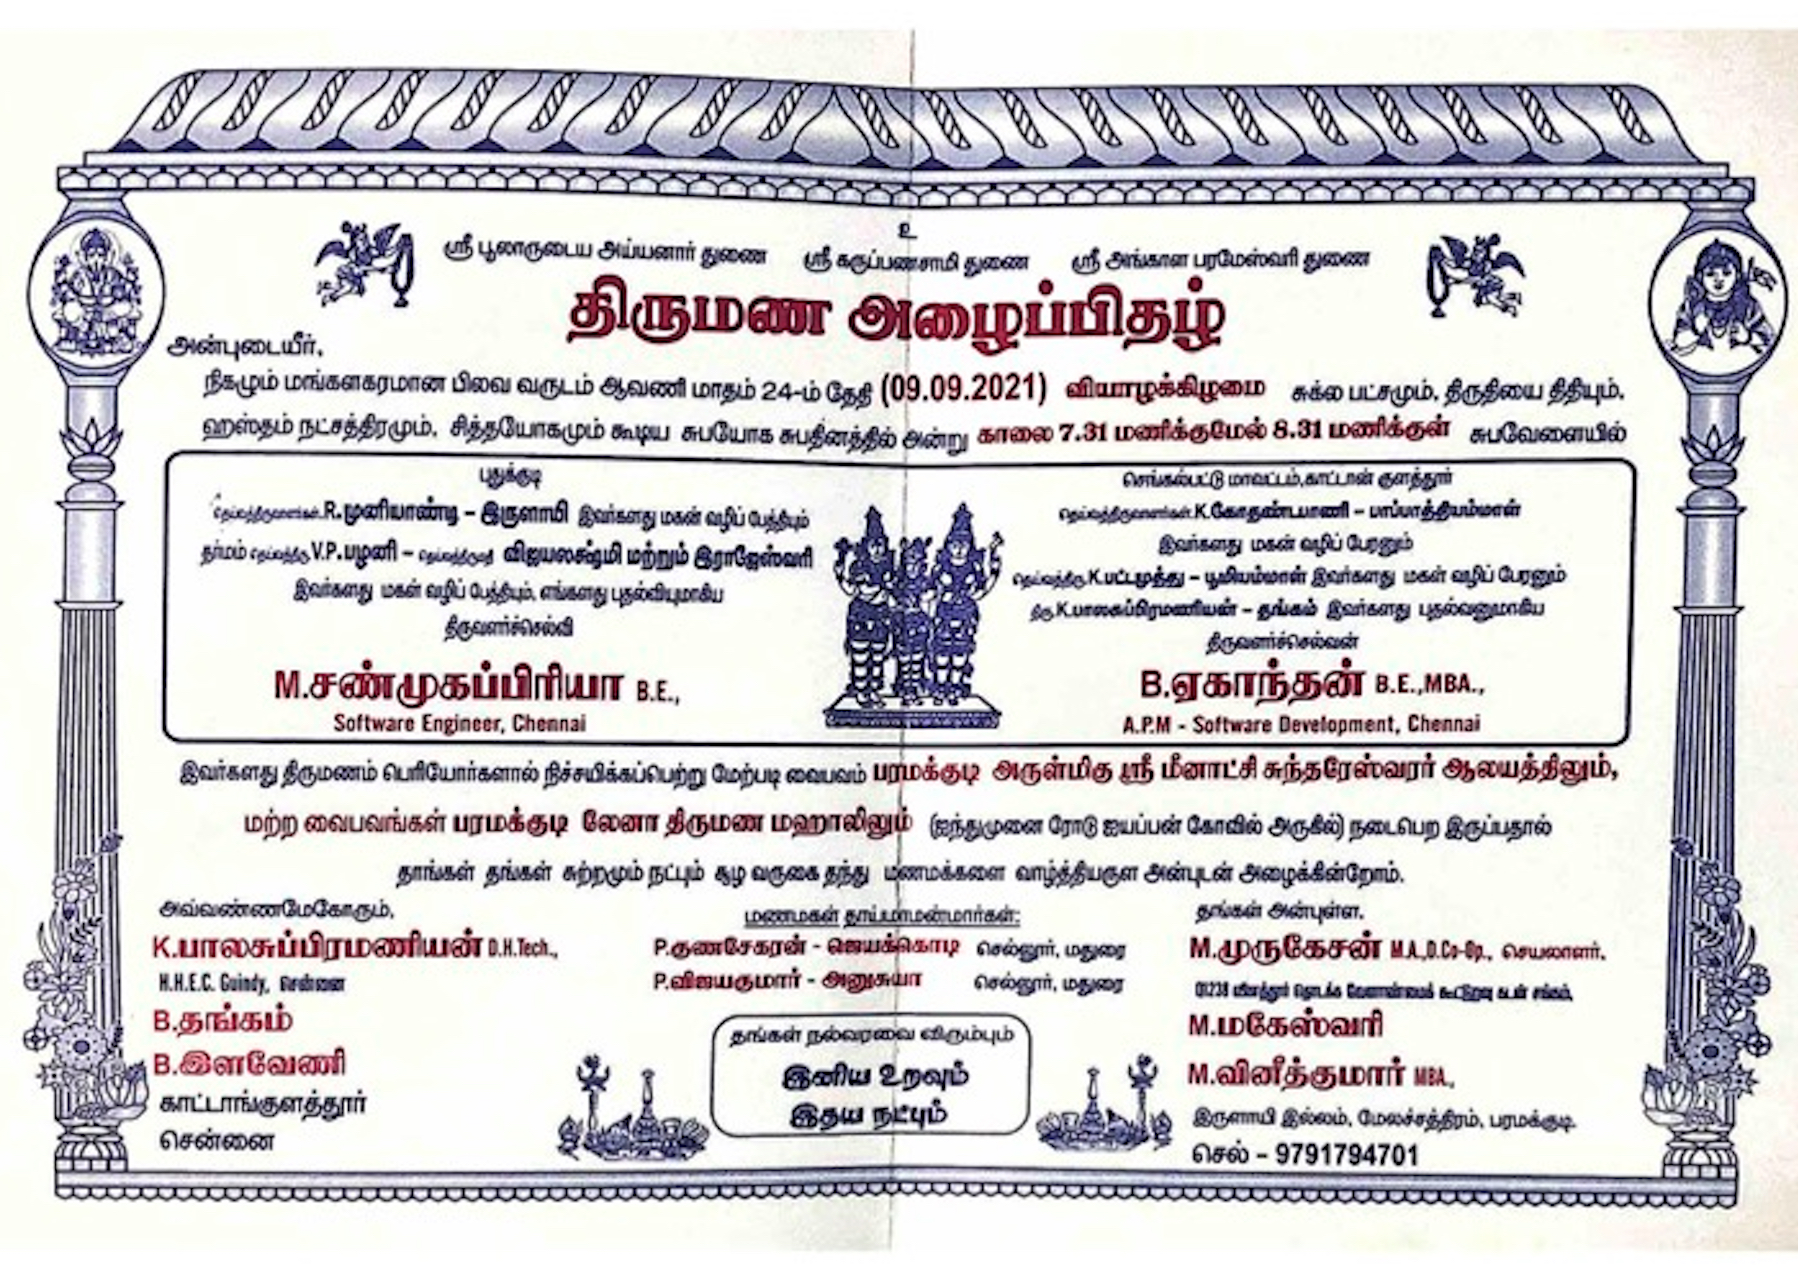 உ
ஸ்ரீ பூலாருடைய அய்யனார் துணை ஸ்ரீ கருப்பணசாமி துணை ஸ்ரீ அங்காள பரமேஸ்வரி துணை
திருமண அழைப்பிதழ்
அன்புடையீர்,
நிகழும் மங்களகரமான பிலவ வருடம் ஆவணி மாதம் 24-ம் தேதி (09.09.2021) வியாழக்கிழமை சுக்ல பட்சமும், திருதியை திதியும்,
ஹஸ்தம் நட்சத்திரமும், சித்தயோகமும் கூடிய சுபயோக சுபதினத்தில் அன்று காலை 7.31 மணிக்குமேல் 8.31 மணிக்குள் சுபவேளையில்
புதுக்குடி
தெய்வத்திருவாளர்கள்.R.முனியாண்டி – இருளாயி இவர்களது மகன் வழிப் பேத்தியும்
தர்மம் தெய்வத்திரு.V.P.பழனி – தெய்வத்திருமதி விஜயலக்ஷ்மி மற்றும் இராஜேஸ்வரி
இவர்களது மகள் வழிப் பேத்தியும், எங்களது புதல்வியுமாகிய
திருவளர்ச்செல்வி
M.சண்முகப்பிரியா B.E.,
Software Engineer, Chennai
செங்கல்பட்டு மாவட்டம்,காட்டான் குளத்தூர்
தெய்வத்திருவாளர்கள்.K.கோதண்டபாணி – பாப்பாத்தியம்மாள்
இவர்களது மகன் வழிப் பேரனும்
தெய்வத்திரு.K.பட்டமுத்து – பூமியம்மாள் இவர்களது மகள் வழிப் பேரனும்
திரு.K.பாலசுப்பிரமணியன் – தங்கம் இவர்களது புதல்வனுமாகிய
திருவளர்ச்செல்வன்
B.ஏகாந்தன் B.E.,MBA.,
A.P.M - Software Development, Chennai
இவர்களது திருமணம் பெரியோர்களால் நிச்சயிக்கப்பெற்று மேற்படி வைபவம் பரமக்குடி அருள்மிகு ஸ்ரீ மீனாட்சி சுந்தரேஸ்வரர் ஆலயத்திலும்,
மற்ற வைபவங்கள் பரமக்குடி லேனா திருமண மஹாலிலும் (ஐந்துமுனை ரோடு ஐயப்பன் கோவில் அருகில்) நடைபெற இருப்பதால்
தாங்கள் தங்கள் சுற்றமும் நட்பும் சூழ வருகை தந்து மணமக்களை வாழ்த்தியருள அன்புடன் அழைக்கின்றோம்.
அவ்வண்ணமேகோரும்,
K.பாலசுப்பிரமணியன் D.H.Tech.,
H.H.E.C. Guindy, சென்னை
B.தங்கம்
B.இளவேணி
காட்டாங்குளத்தூர்
சென்னை
மணமகள் தாய்மாமன்மார்கள்:
P.குணசேகரன் - ஜெயக்கொடி செல்லூர், மதுரை
P.விஜயகுமார் - அனுசுயா செல்லூர், மதுரை
தங்கள் நல்வரவை விரும்பும்
இனிய உறவும்
இதய நட்பும்
தங்கள் அன்புள்ள,
M.முருகேசன் M.A.,D.Co-Op., செயலாளர்,
தொடக்க வேளாண்மைக் கூட்டுறவு கடன் சங்கம்,
M.மகேஸ்வரி
M.வினீத்குமார் MBA.,
இருளாயி இல்லம், மேலச்சத்திரம், பரமக்குடி.
செல் – 9791794701